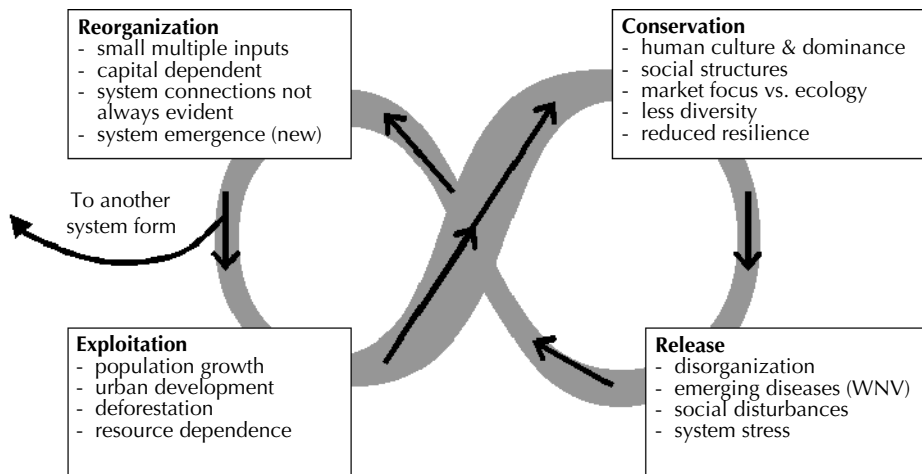 Reorganization
- small multiple inputs
- capital dependent
- system connections not
always evident
- system emergence (new)
Conservation
- human culture & dominance
- social structures
- market focus vs. ecology
- less diversity
- reduced resilience
To another
system form
Exploitation
- population growth
- urban development
- deforestation
- resource dependence
Release
- disorganization
- emerging diseases (WNV)
- social disturbances
- system stress